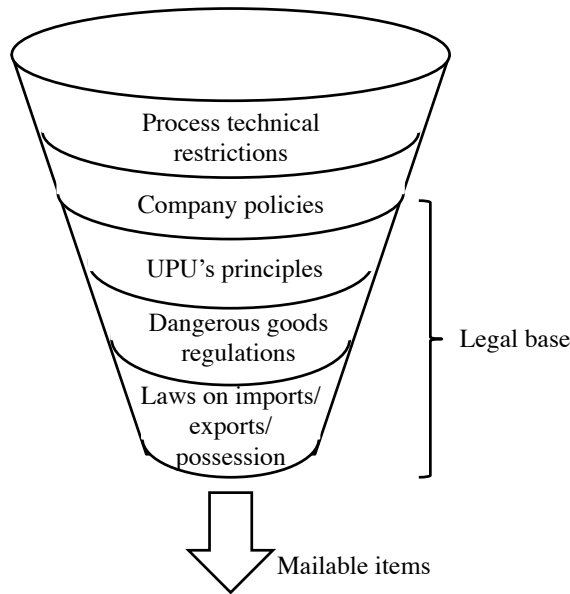 Process technical
restrictions
Company policies
UPU’s principles
Dangerous goods
regulations
Legal base
Laws on imports/
exports/
possession
Mailable items